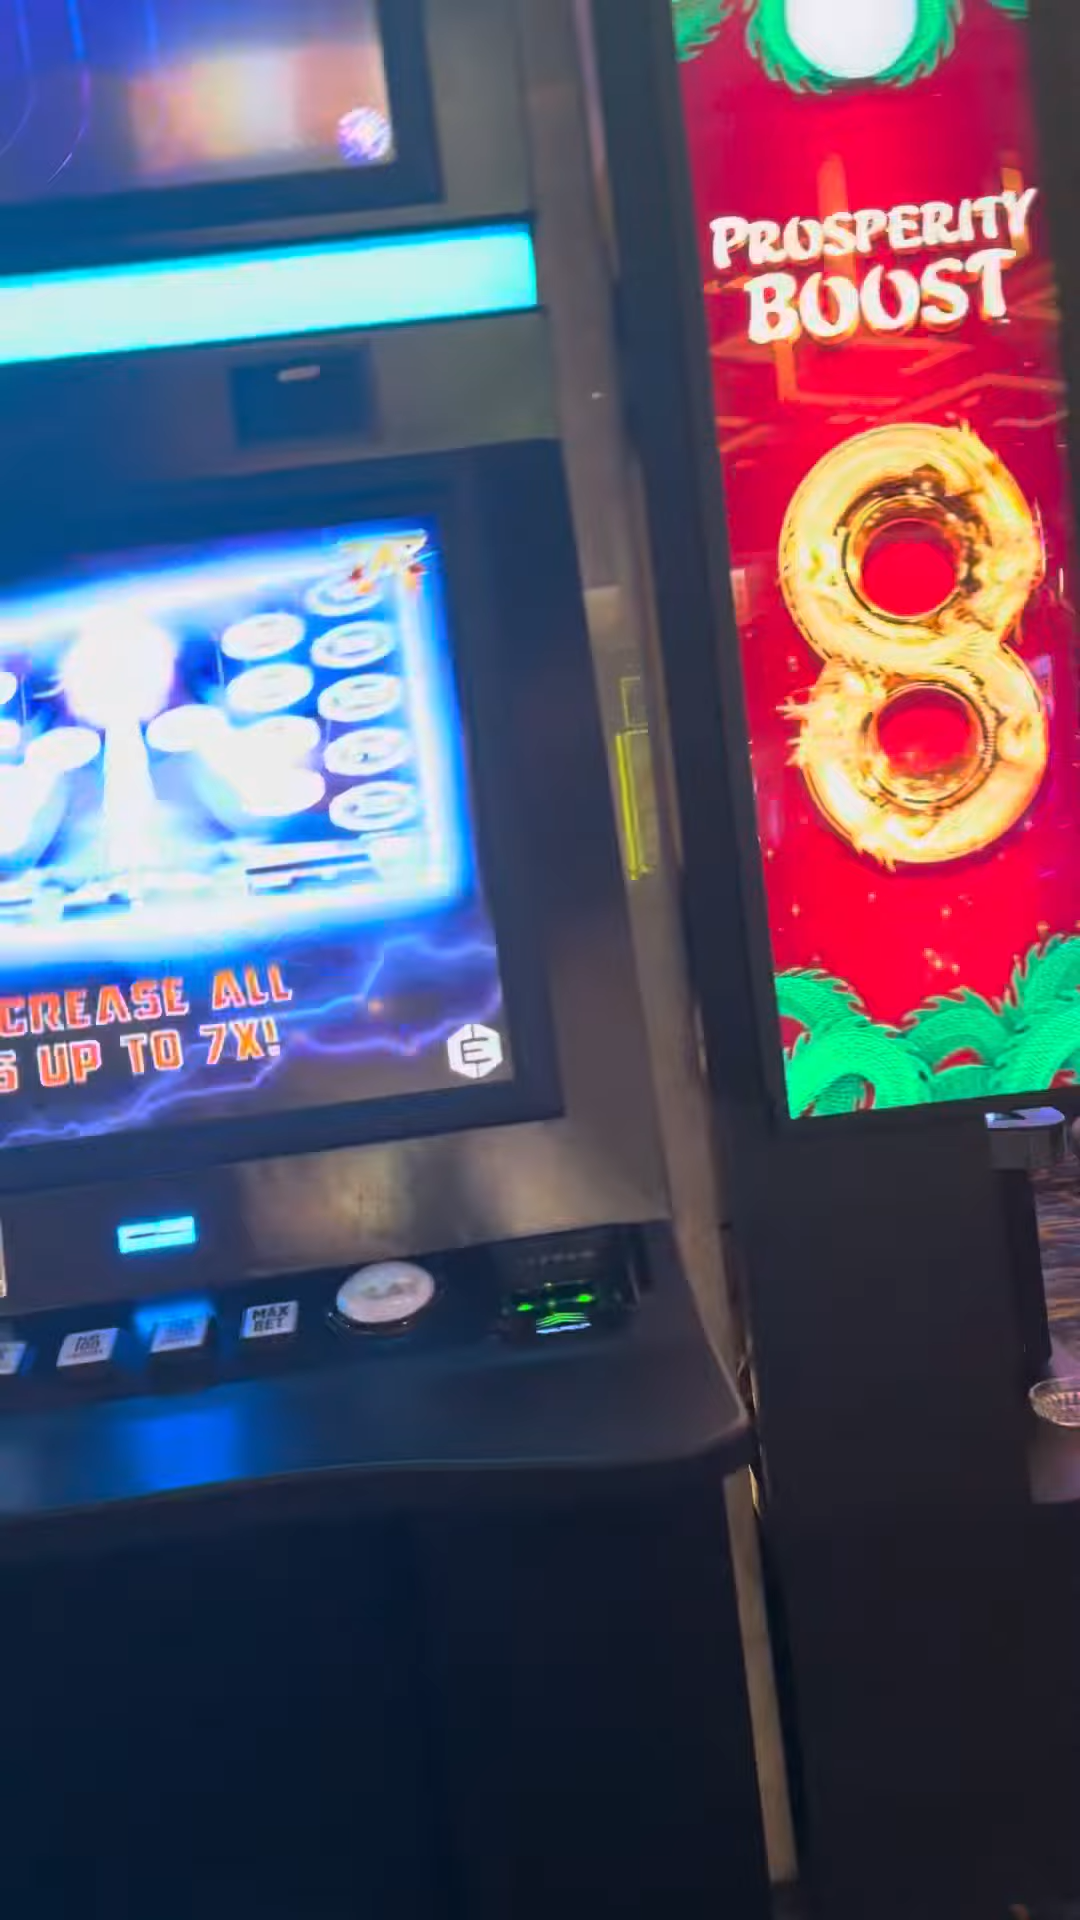 PROSPERITY
BOOST
8
CREASE ALL
S UP TO 7X!
MAX
BET